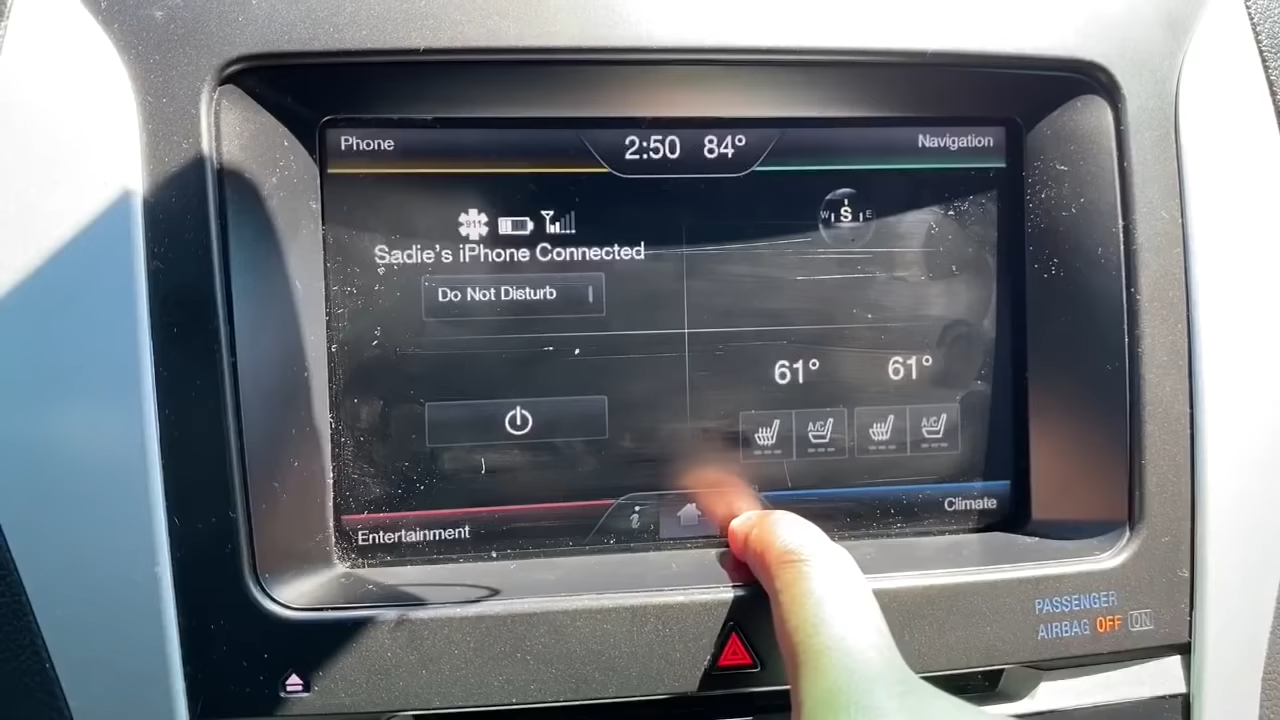 Phone
2:50 84°
Navigation
911
W S E
Sadie's iPhone Connected
Do Not Disturb
61° 61°
A/C A/C
Entertainment
i
Climate
PASSENGER
AIRBAG OFF ON